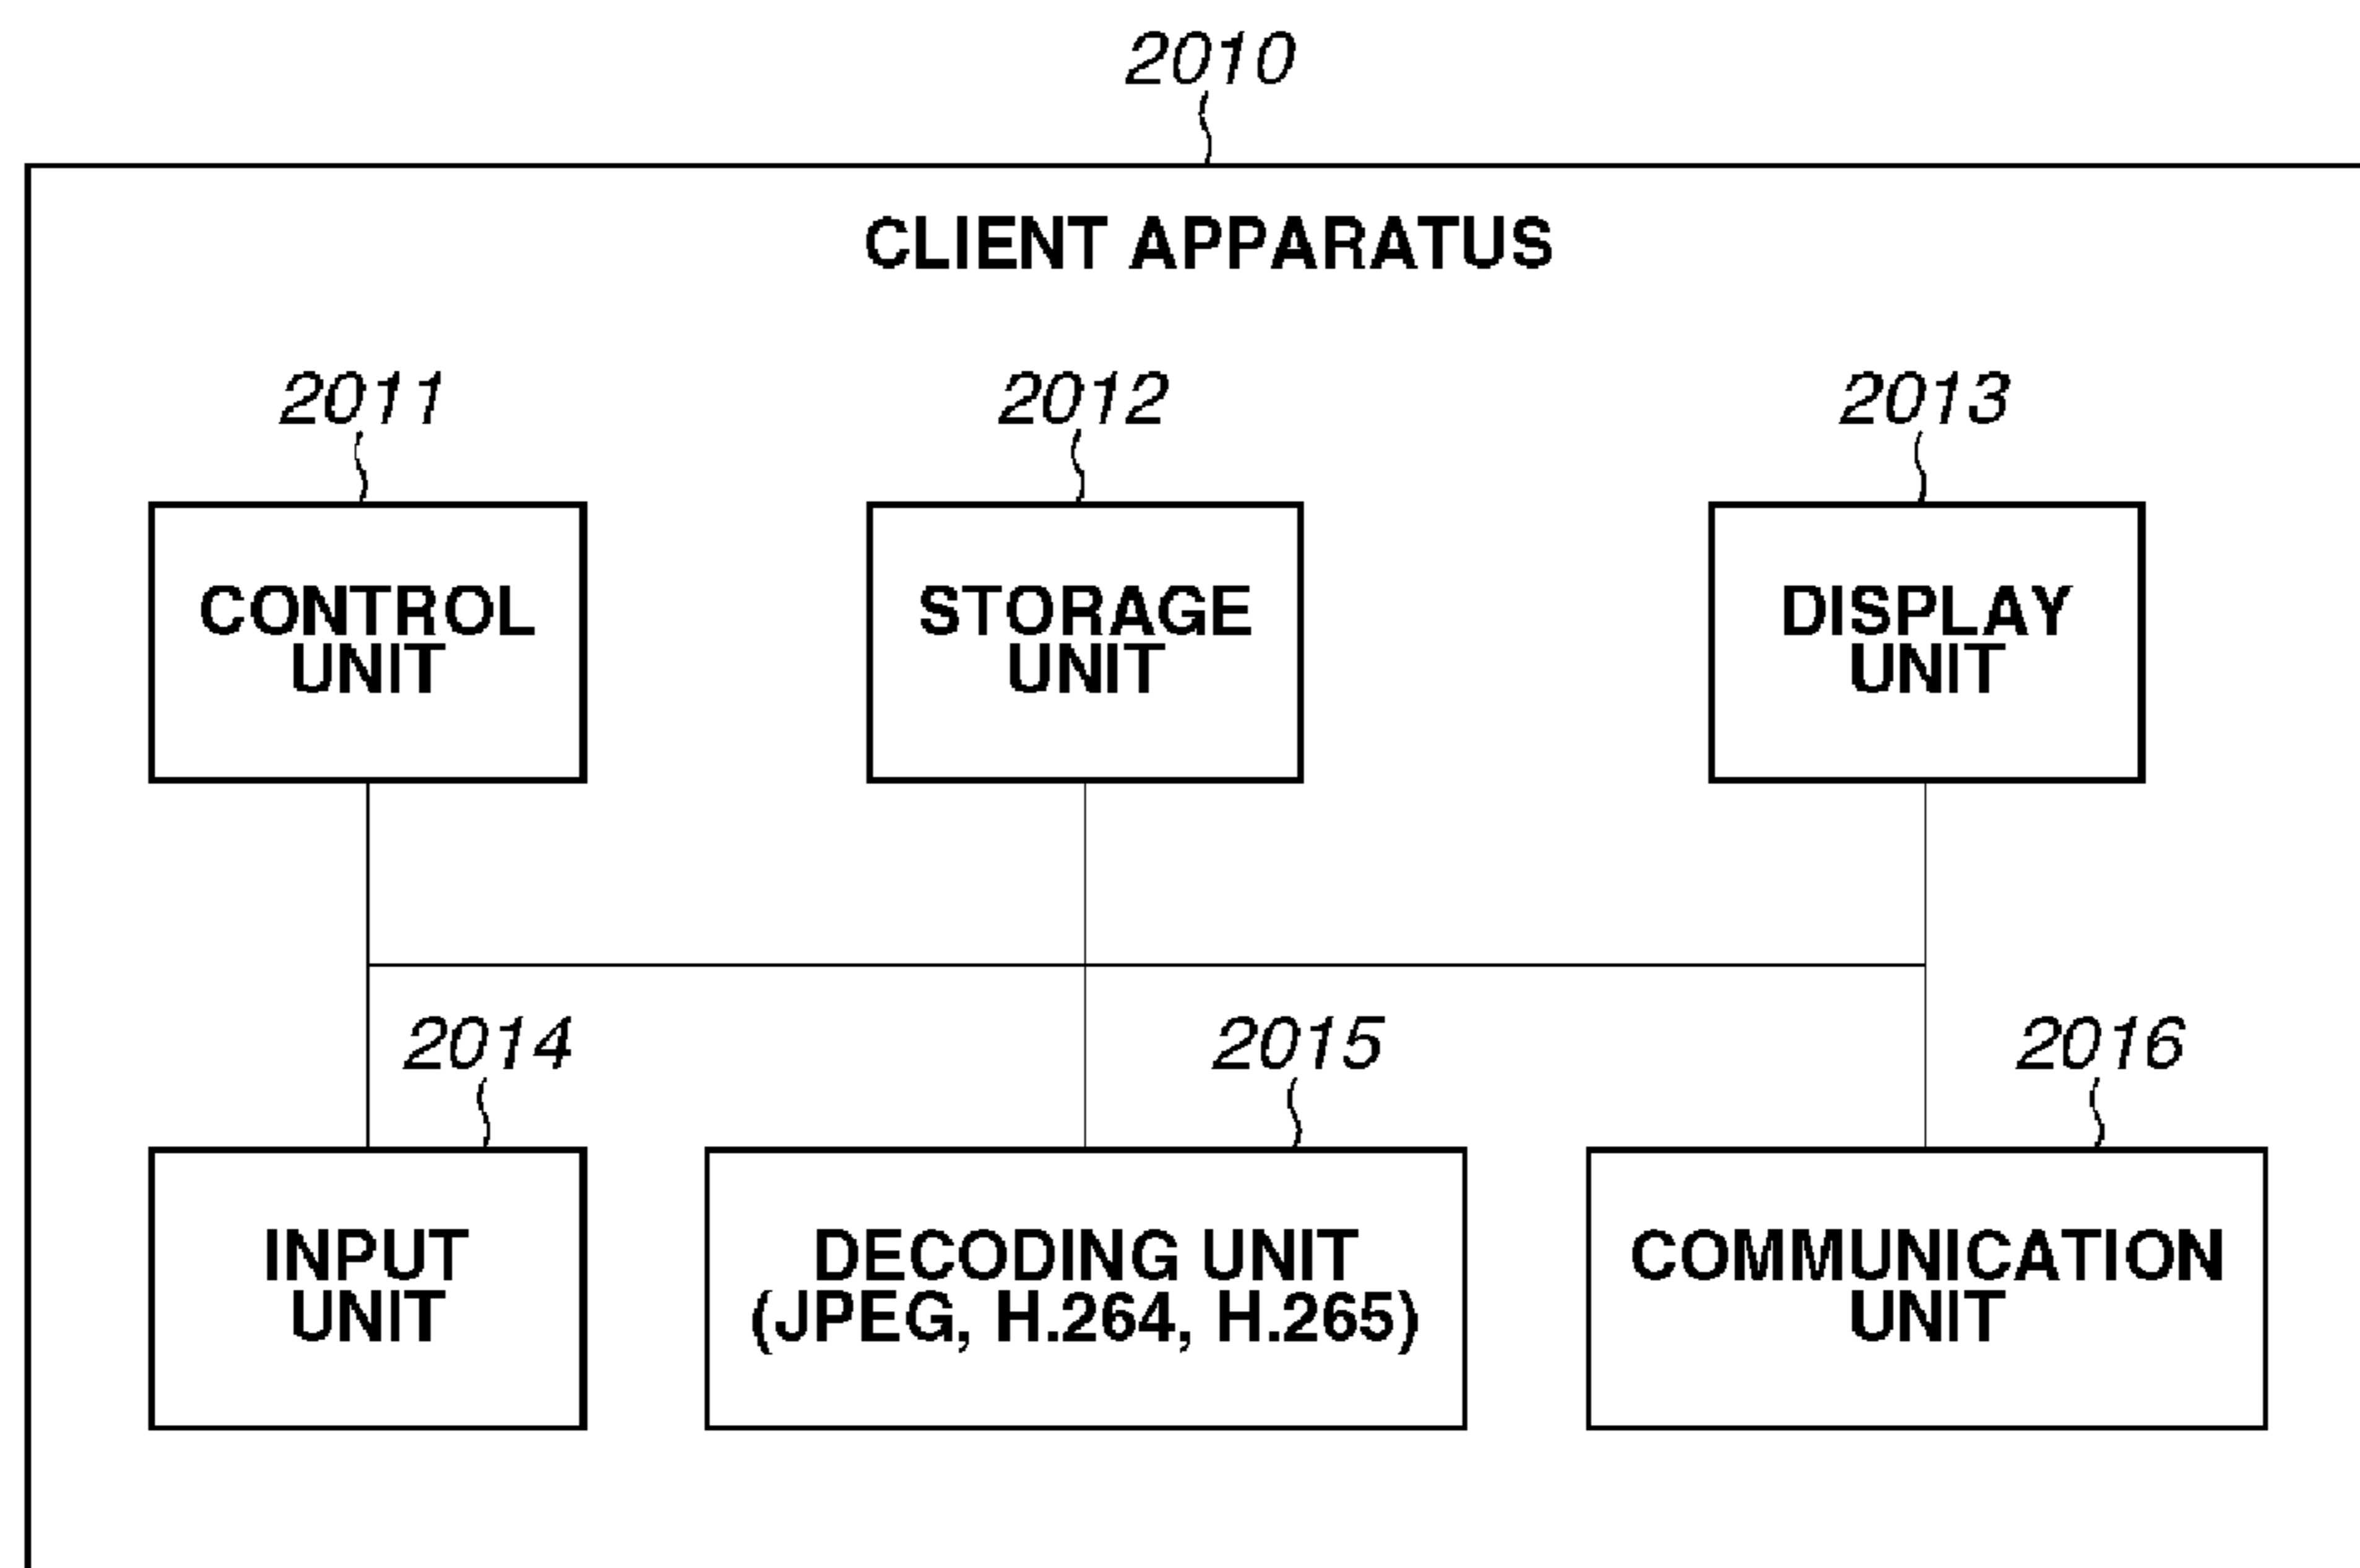 2010
CLIENT APPARATUS
2011
2012
2013
CONTROL
UNIT
STORAGE
UNIT
DISPLAY
UNIT
2014
2015
2016
INPUT
UNIT
DECODING UNIT
(JPEG, H.264, H.265)
COMMUNICATION
UNIT